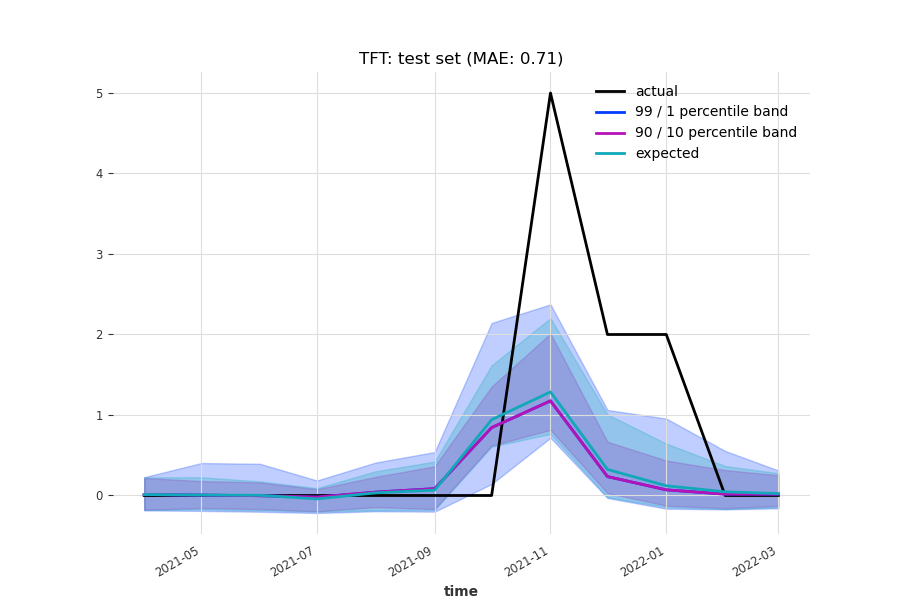 TFT: test set (MAE: 0.71)
actual
99 / 1 percentile band
90 / 10 percentile band
expected
5
4
3
2
1
0
2021-05
2021-07
2021-09
2021-11
2022-01
2022-03
time